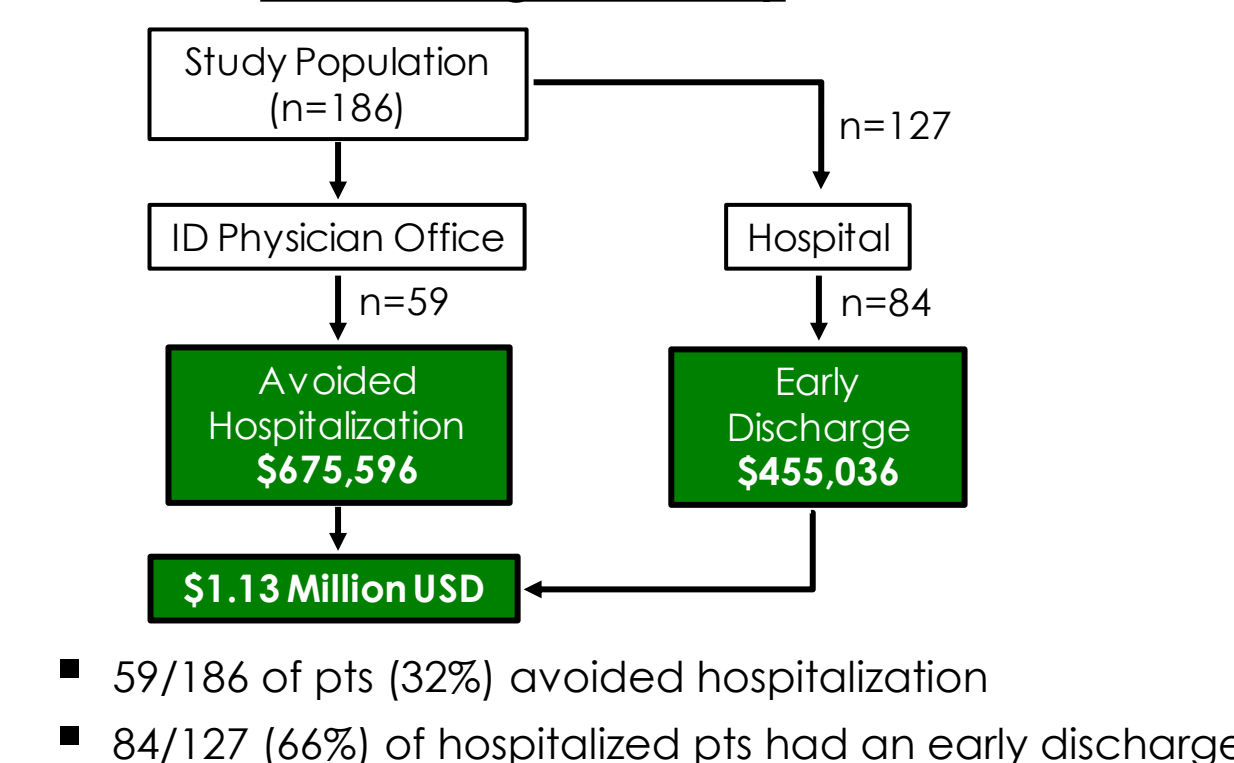 Study Population
(n=186)
n=127
ID Physician Office
Hospital
n=59
n=84
Avoided
Hospitalization
$675,596
Early
Discharge
$455,036
$1.13 Million USD
▪ 59/186 of pts (32%) avoided hospitalization
▪ 84/127 (66%) of hospitalized pts had an early discharge